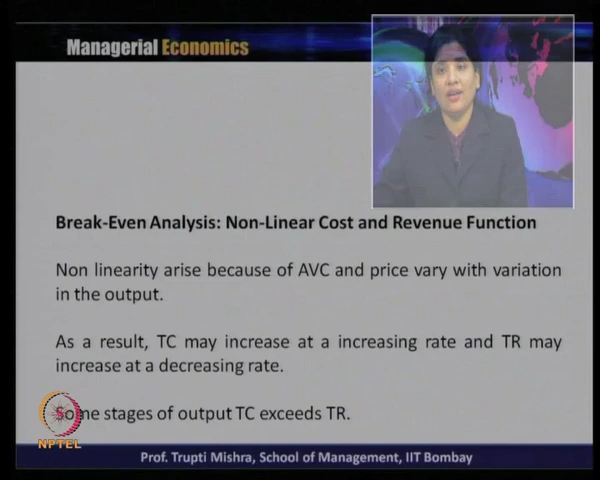 Managerial Economics
Break-Even Analysis: Non-Linear Cost and Revenue Function
Non linearity arise because of AVC and price vary with variation
in the output.
As a result, TC may increase at a increasing rate and TR may
increase at a decreasing rate.
Some stages of output TC exceeds TR.
NPTEL
Prof. Trupti Mishra, School of Management, IIT Bombay